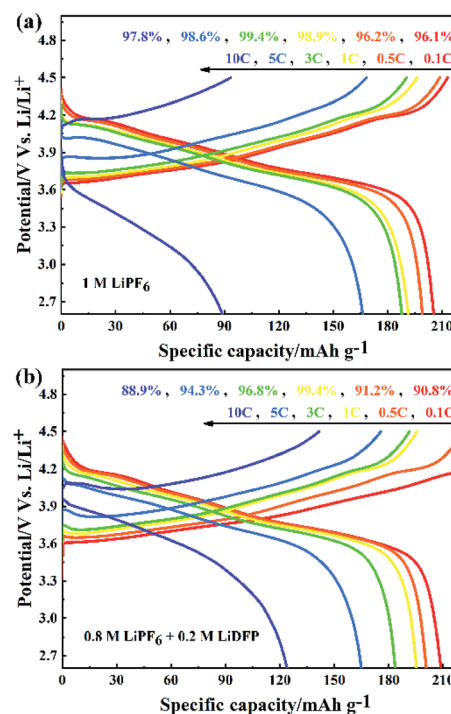 (a)
97.8%, 98.6%, 99.4%, 98.9%, 96.2%, 96.1%
10C, 5C, 3C, 1C, 0.5C, 0.1C
4.8
4.5
4.2
3.9
3.6
3.3
3.0
2.7
Potential/V Vs. Li/Li+
1 M LiPF6
0 30 60 90 120 150 180 210
Specific capacity/mAh g-1
(b)
88.9%, 94.3%, 96.8%, 99.4%, 91.2%, 90.8%
10C, 5C, 3C, 1C, 0.5C, 0.1C
4.8
4.5
4.2
3.9
3.6
3.3
3.0
2.7
Potential/V Vs. Li/Li+
0.8 M LiPF6 + 0.2 M LiDFP
0 30 60 90 120 150 180 210
Specific capacity/mAh g-1